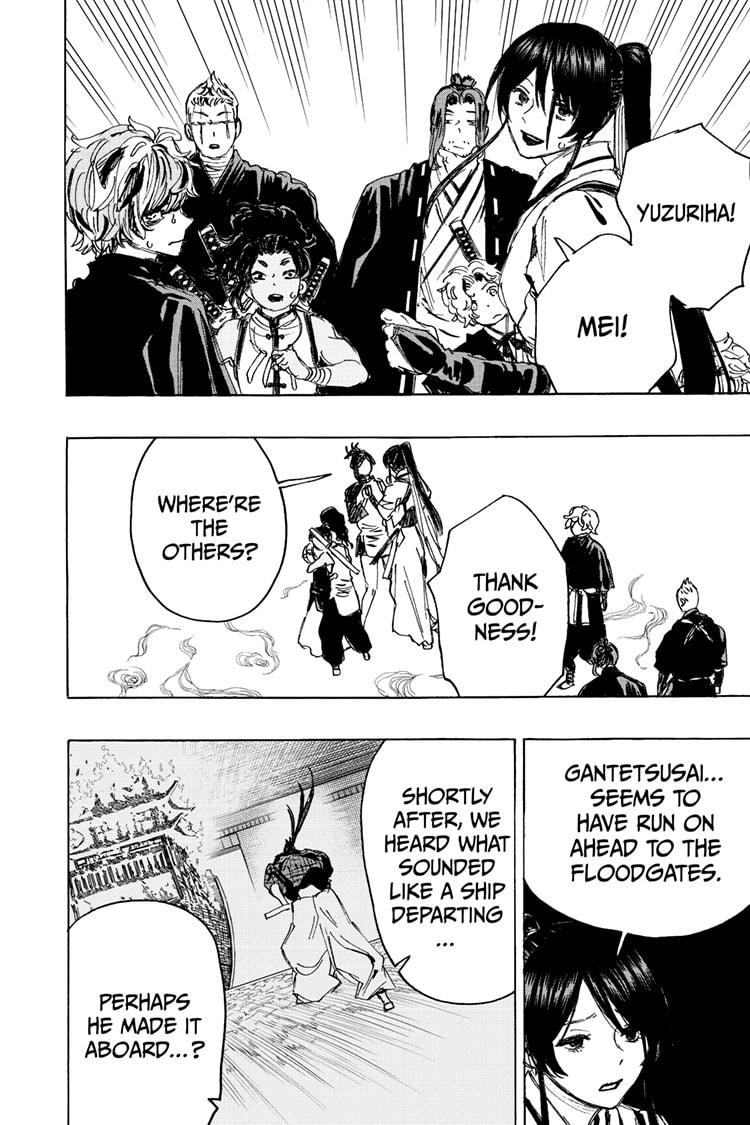 YUZURIHA!
MEI!
THANK
GOOD-
NESS!
WHERE'RE
THE
OTHERS?
GANTETSUSAI...
SEEMS TO
HAVE RUN ON
AHEAD TO THE
FLOODGATES.
SHORTLY
AFTER, WE
HEARD WHAT
SOUNDED
LIKE A SHIP
DEPARTING
...
PERHAPS
HE MADE IT
ABOARD...?